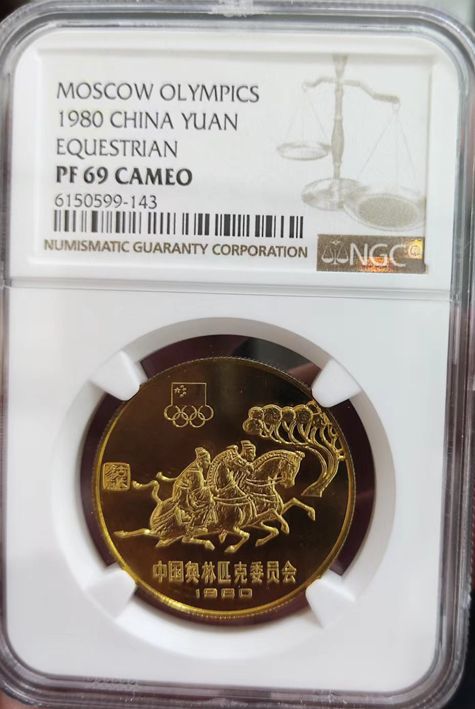 MOSCOW OLYMPICS
1980 CHINA YUAN
EQUESTRIAN
PF 69 CAMEO
6150599-143
NUMISMATIC GUARANTY CORPORATION
NGC
中国奥林匹克委员会
1980